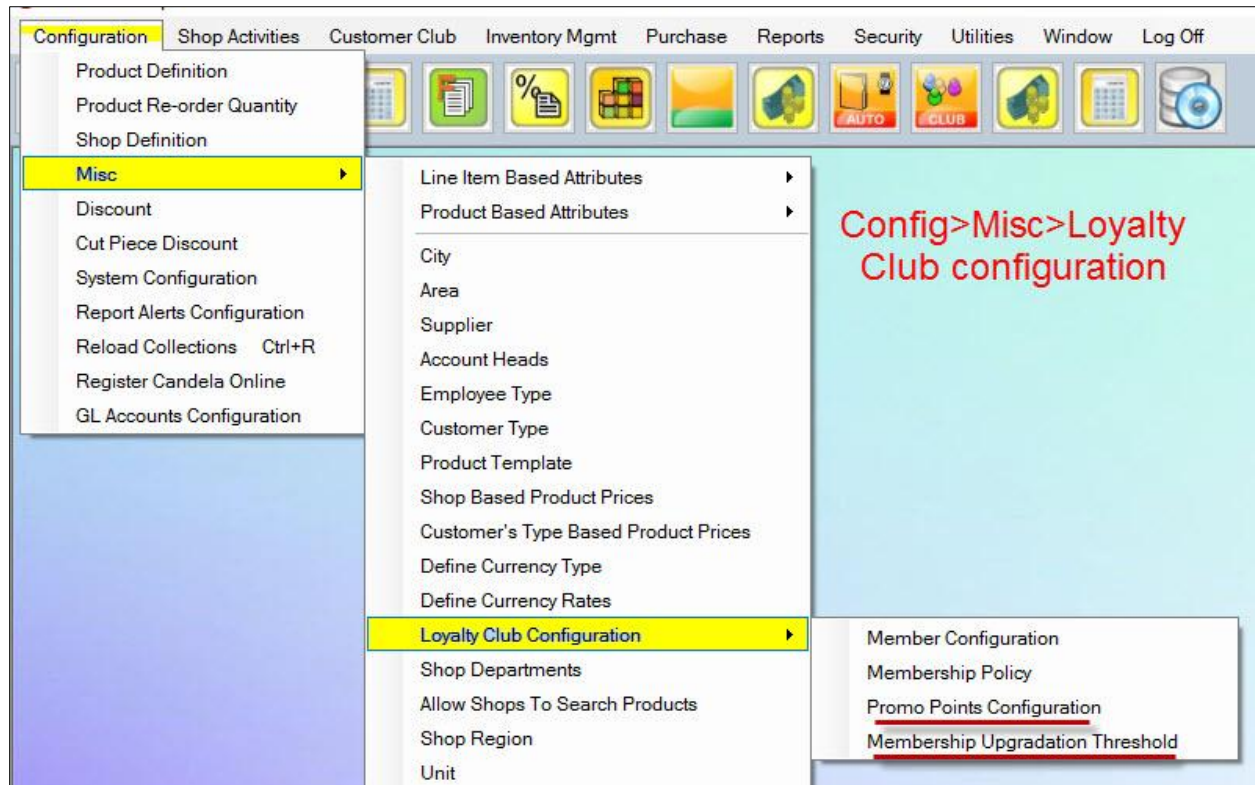 Configuration Shop Activities Customer Club Inventory Mgmt Purchase Reports Security Utilities Window Log Off
Product Definition
Product Re-order Quantity
Shop Definition
Misc
Discount
Cut Piece Discount
System Configuration
Report Alerts Configuration
Reload Collections Ctrl+R
Register Candela Online
GL Accounts Configuration
%
AUTO
CLUB
Line Item Based Attributes
Product Based Attributes
City
Area
Supplier
Account Heads
Employee Type
Customer Type
Product Template
Shop Based Product Prices
Customer's Type Based Product Prices
Define Currency Type
Define Currency Rates
Loyalty Club Configuration
Shop Departments
Allow Shops To Search Products
Shop Region
Unit
Config>Misc>Loyalty
Club configuration
Member Configuration
Membership Policy
Promo Points Configuration
Membership Upgradation Threshold